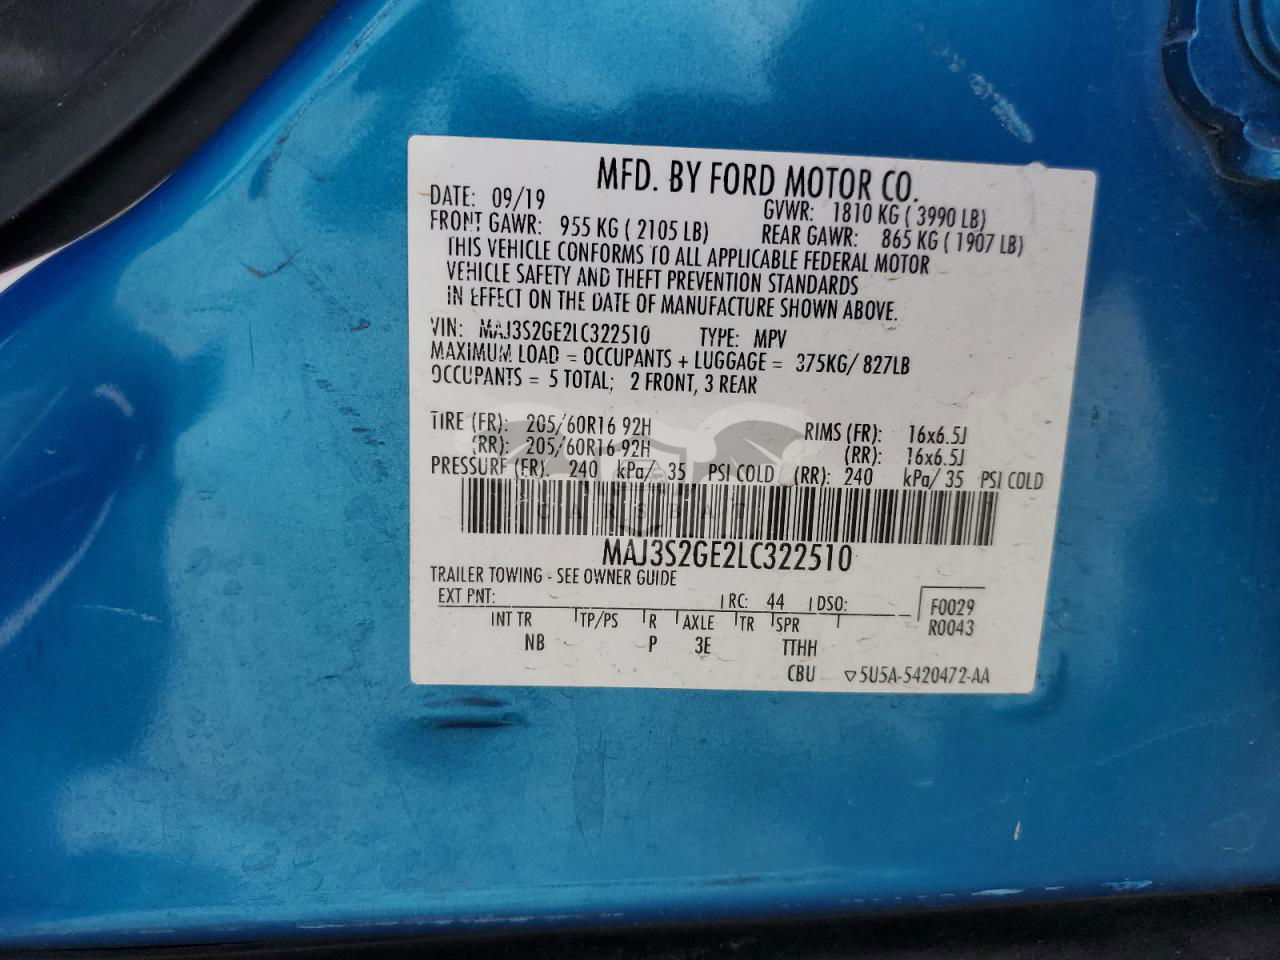 MFD. BY FORD MOTOR CO.
DATE: 09/19 GVWR: 1810 KG ( 3990 LB)
FRONT GAWR: 955 KG ( 2105 LB) REAR GAWR: 865 KG ( 1907 LB)
THIS VEHICLE CONFORMS TO ALL APPLICABLE FEDERAL MOTOR
VEHICLE SAFETY AND THEFT PREVENTION STANDARDS
IN EFFECT ON THE DATE OF MANUFACTURE SHOWN ABOVE.
VIN: MAJ3S2GE2LC322510 TYPE: MPV
MAXIMUM LOAD = OCCUPANTS + LUGGAGE = 375KG/ 827LB
OCCUPANTS = 5 TOTAL; 2 FRONT, 3 REAR
TIRE (FR): 205/60R16 92H RIMS (FR): 16x6.5J
(RR): 205/60R16 92H (RR): 16x6.5J
PRESSURE (FR): 240 kPa/ 35 PSI COLD (RR): 240 kPa/ 35 PSI COLD
CARSBAC
MAJ3S2GE2LC322510
TRAILER TOWING - SEE OWNER GUIDE
EXT PNT: RC: 44 DSO: F0029
INT TR TP/PS R AXLE TR SPR R0043
NB P 3E TTHH
CBU ▽5U5A-5420472-AA